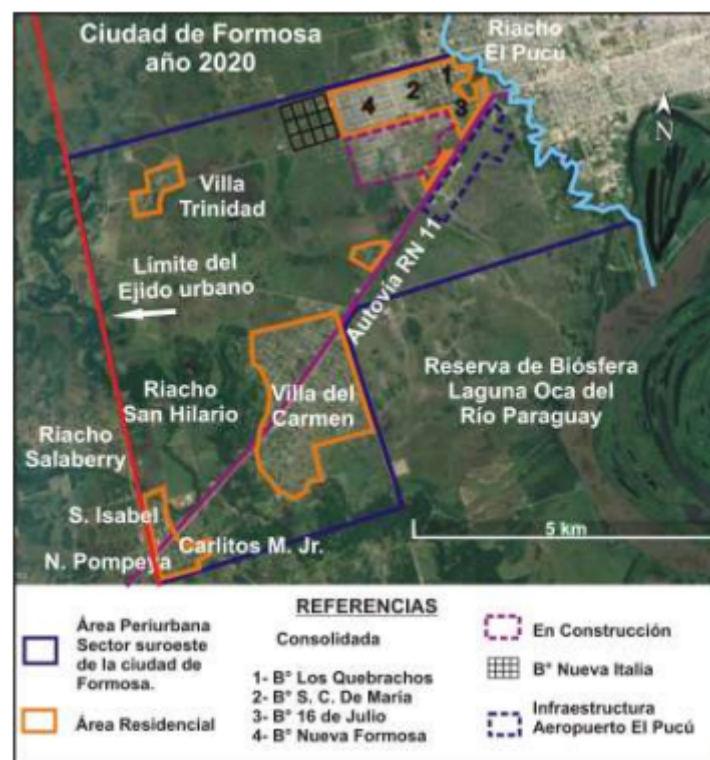 Ciudad de Formosa
año 2020
Riacho
El Pucú
1
2
4
3
N
Villa
Trinidad
Límite del
Ejido urbano
Autovía RN 11
Riacho
San Hilario
Villa del
Carmen
Reserva de Biósfera
Laguna Oca del
Río Paraguay
Riacho
Salaberry
S. Isabel
5 km
Carlitos M. Jr.
N. Pompeya
REFERENCIAS
Área Periurbana
Sector suroeste
de la ciudad de
Formosa.
Área Residencial
Consolidada
1- B° Los Quebrachos
2- B° S. C. De María
3- B° 16 de Julio
4- B° Nueva Formosa
En Construcción
B° Nueva Italia
Infraestructura
Aeropuerto El Pucú